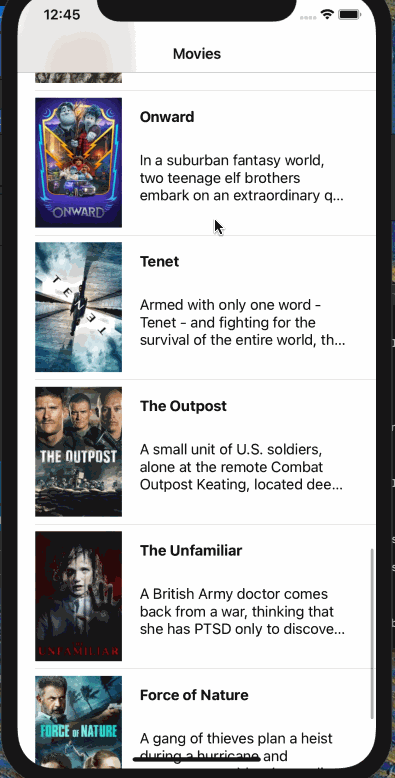 12:45
Movies
Onward
In a suburban fantasy world,
two teenage elf brothers
embark on an extraordinary q...
ONWARD
Tenet
Armed with only one word -
Tenet - and fighting for the
survival of the entire world, th...
TENET
The Outpost
A small unit of U.S. soldiers,
alone at the remote Combat
Outpost Keating, located dee...
THE OUTPOST
The Unfamiliar
A British Army doctor comes
back from a war, thinking that
she has PTSD only to discove...
UNFAMILIAR
Force of Nature
A gang of thieves plan a heist
during a hurricane and
FORCE OF NATURE